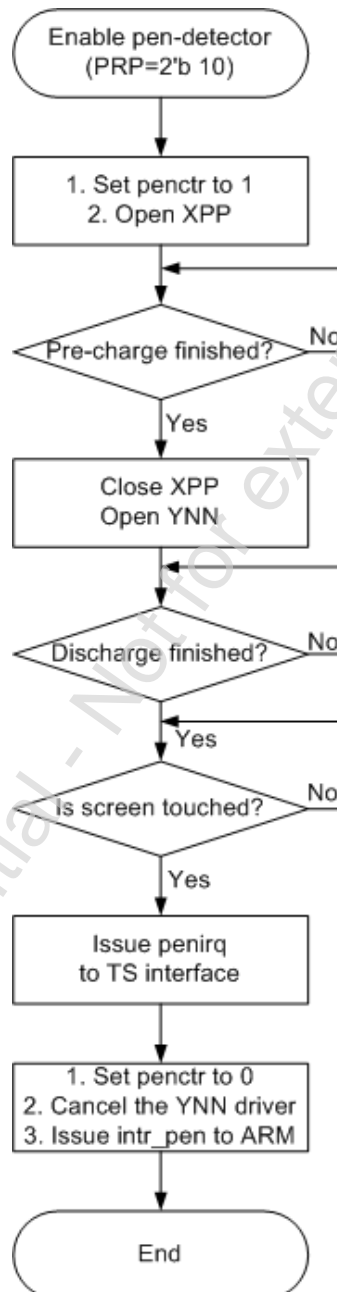 Enable pen-detector
(PRP=2'b 10)
1. Set penctr to 1
2. Open XPP
Pre-charge finished?
No
Yes
Close XPP
Open YNN
Discharge finished?
No
Yes
Is screen touched?
No
Yes
Issue penirq
to TS interface
1. Set penctr to 0
2. Cancel the YNN driver
3. Issue intr_pen to ARM
End
- Not for